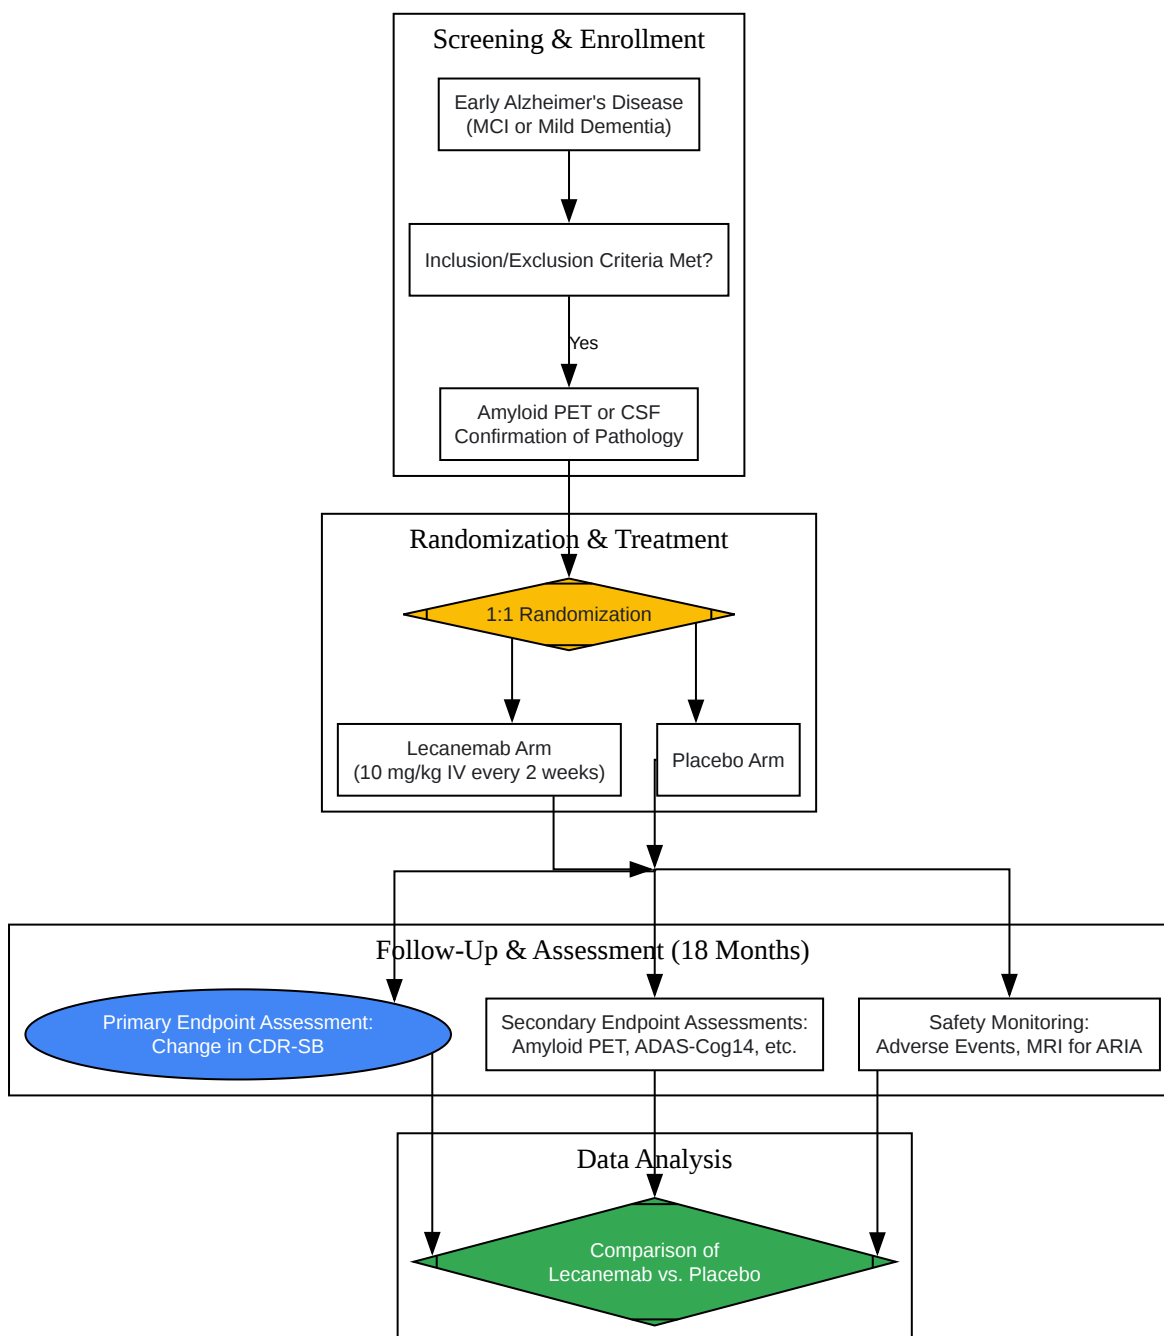 Screening & Enrollment
Early Alzheimer's Disease
(MCI or Mild Dementia)
Inclusion/Exclusion Criteria Met?
Yes
Amyloid PET or CSF
Confirmation of Pathology
Randomization & Treatment
1:1 Randomization
Lecanemab Arm
(10 mg/kg IV every 2 weeks)
Placebo Arm
Follow-Up & Assessment (18 Months)
Primary Endpoint Assessment:
Change in CDR-SB
Secondary Endpoint Assessments:
Amyloid PET, ADAS-Cog14, etc.
Safety Monitoring:
Adverse Events, MRI for ARIA
Data Analysis
Comparison of
Lecanemab vs. Placebo